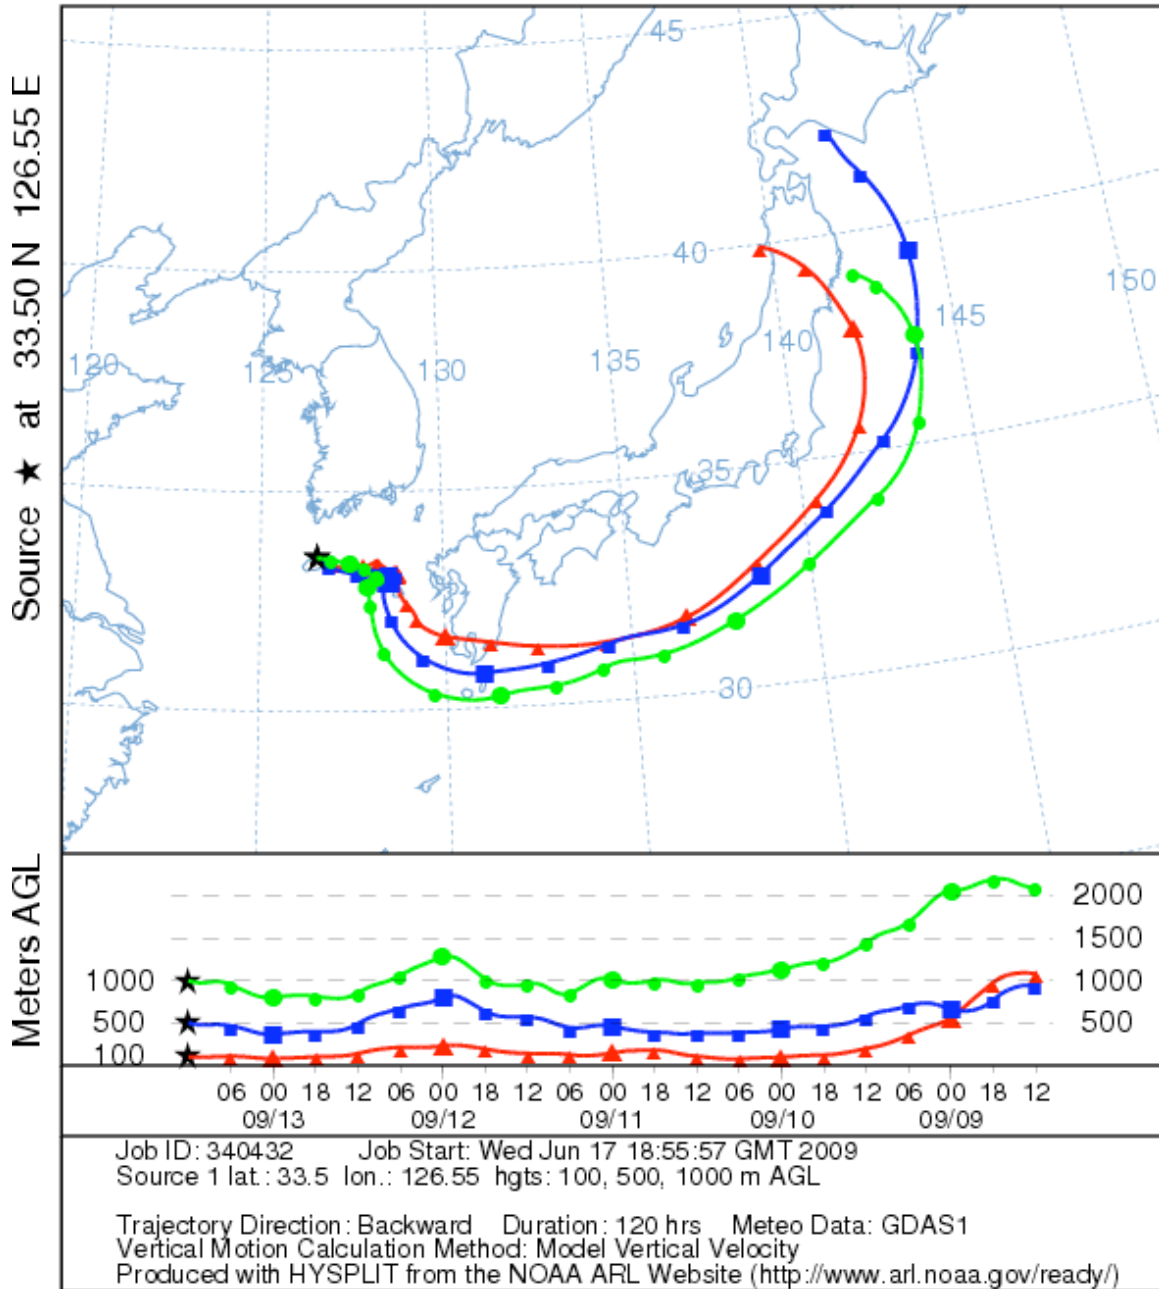 Source ★ at 33.50 N 126.55 E
45
40
150
145
140
135
130
125
120
35
30
Meters AGL
2000
1500
1000 1000
500 500
100
06 00 18 12 06 00 18 12 06 00 18 12 06 00 18 12 06 00 18 12
09/13 09/12 09/11 09/10 09/09
Job ID: 340432 Job Start: Wed Jun 17 18:55:57 GMT 2009
Source 1 lat.: 33.5 lon.: 126.55 hgts: 100, 500, 1000 m AGL
Trajectory Direction: Backward Duration: 120 hrs Meteo Data: GDAS1
Vertical Motion Calculation Method: Model Vertical Velocity
Produced with HYSPLIT from the NOAA ARL Website (http://www.arl.noaa.gov/ready/)